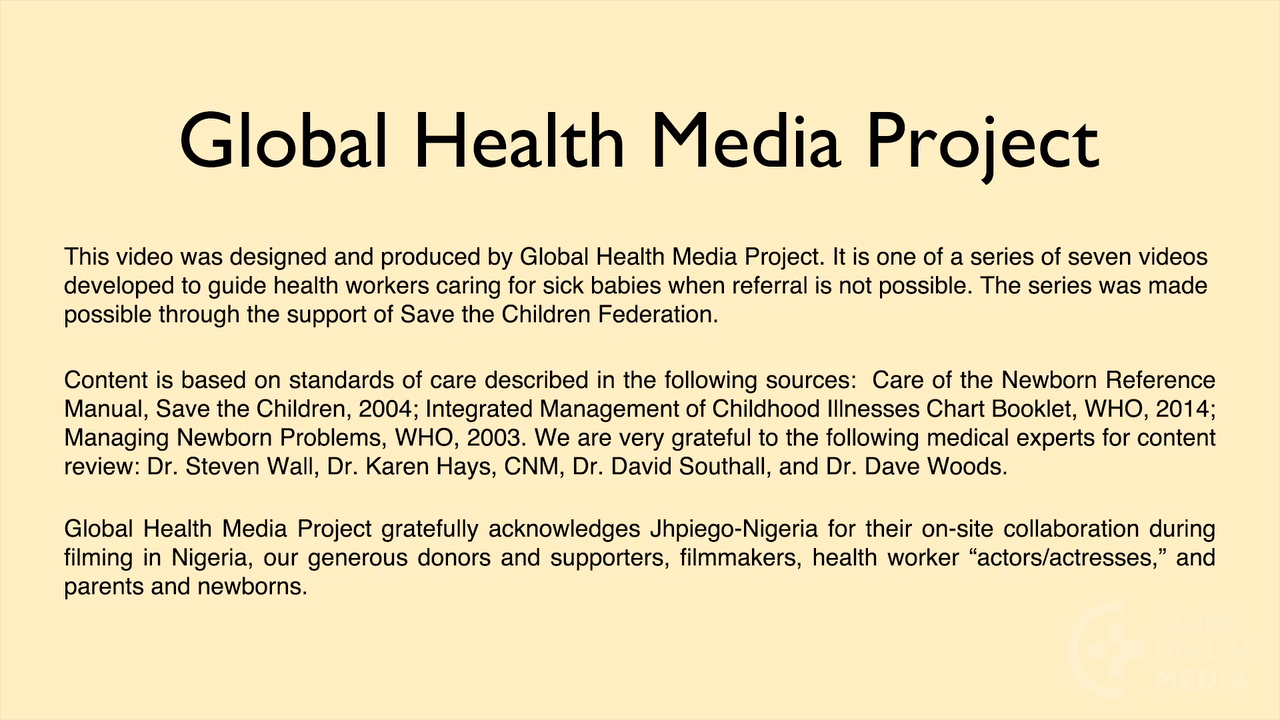 Global Health Media Project
This video was designed and produced by Global Health Media Project. It is one of a series of seven videos
developed to guide health workers caring for sick babies when referral is not possible. The series was made
possible through the support of Save the Children Federation.
Content is based on standards of care described in the following sources:  Care of the Newborn Reference
Manual, Save the Children, 2004; Integrated Management of Childhood Illnesses Chart Booklet, WHO, 2014;
Managing Newborn Problems, WHO, 2003. We are very grateful to the following medical experts for content
review: Dr. Steven Wall, Dr. Karen Hays, CNM, Dr. David Southall, and Dr. Dave Woods.
Global Health Media Project gratefully acknowledges Jhpiego-Nigeria for their on-site collaboration during
filming in Nigeria, our generous donors and supporters, filmmakers, health worker “actors/actresses,” and
parents and newborns.
GLOBAL
HEALTH
MEDIA